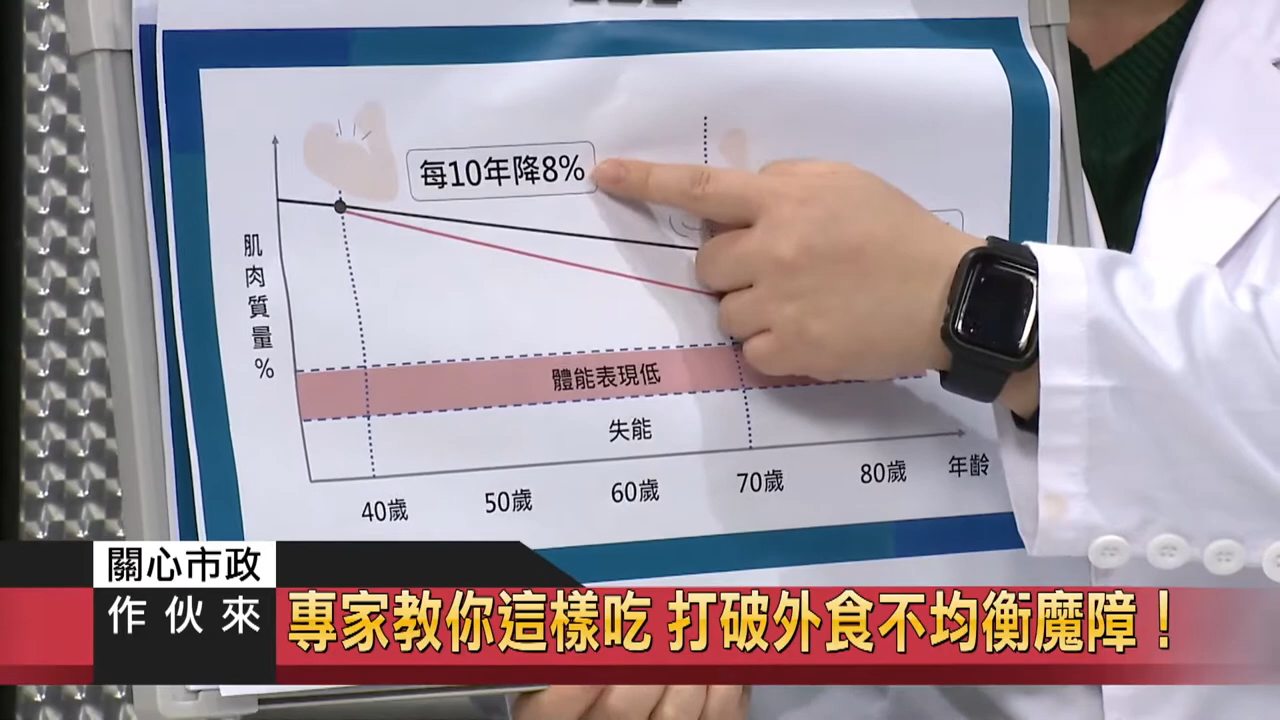 每10年降8%
肌肉質量%
體能表現低
失能
40歲
50歲
60歲
70歲
80歲
年齡
關心市政
作伙來
專家教你這樣吃 打破外食不均衡魔障！